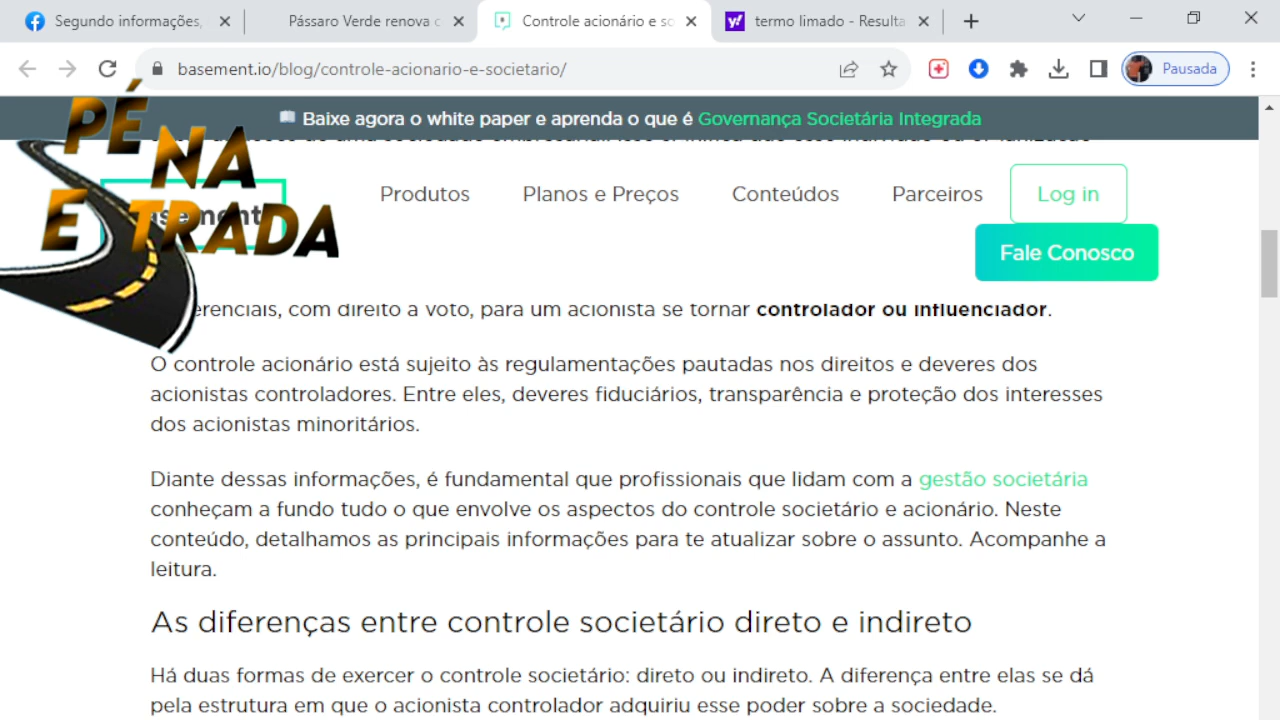 Segundo informações,
Pássaro Verde renova c
Controle acionário e so
termo limado - Resulta
basement.io/blog/controle-acionario-e-societario/
Pausada
Baixe agora o white paper e aprenda o que é Governança Societária Integrada
PÉ
NA
E TRADA
Produtos
Planos e Preços
Conteúdos
Parceiros
Log in
Fale Conosco
erenciais, com direito a voto, para um acionista se tornar controlador ou influenciador.
O controle acionário está sujeito às regulamentações pautadas nos direitos e deveres dos
acionistas controladores. Entre eles, deveres fiduciários, transparência e proteção dos interesses
dos acionistas minoritários.
Diante dessas informações, é fundamental que profissionais que lidam com a gestão societária
conheçam a fundo tudo o que envolve os aspectos do controle societário e acionário. Neste
conteúdo, detalhamos as principais informações para te atualizar sobre o assunto. Acompanhe a
leitura.
As diferenças entre controle societário direto e indireto
Há duas formas de exercer o controle societário: direto ou indireto. A diferença entre elas se dá
pela estrutura em que o acionista controlador adquiriu esse poder sobre a sociedade.